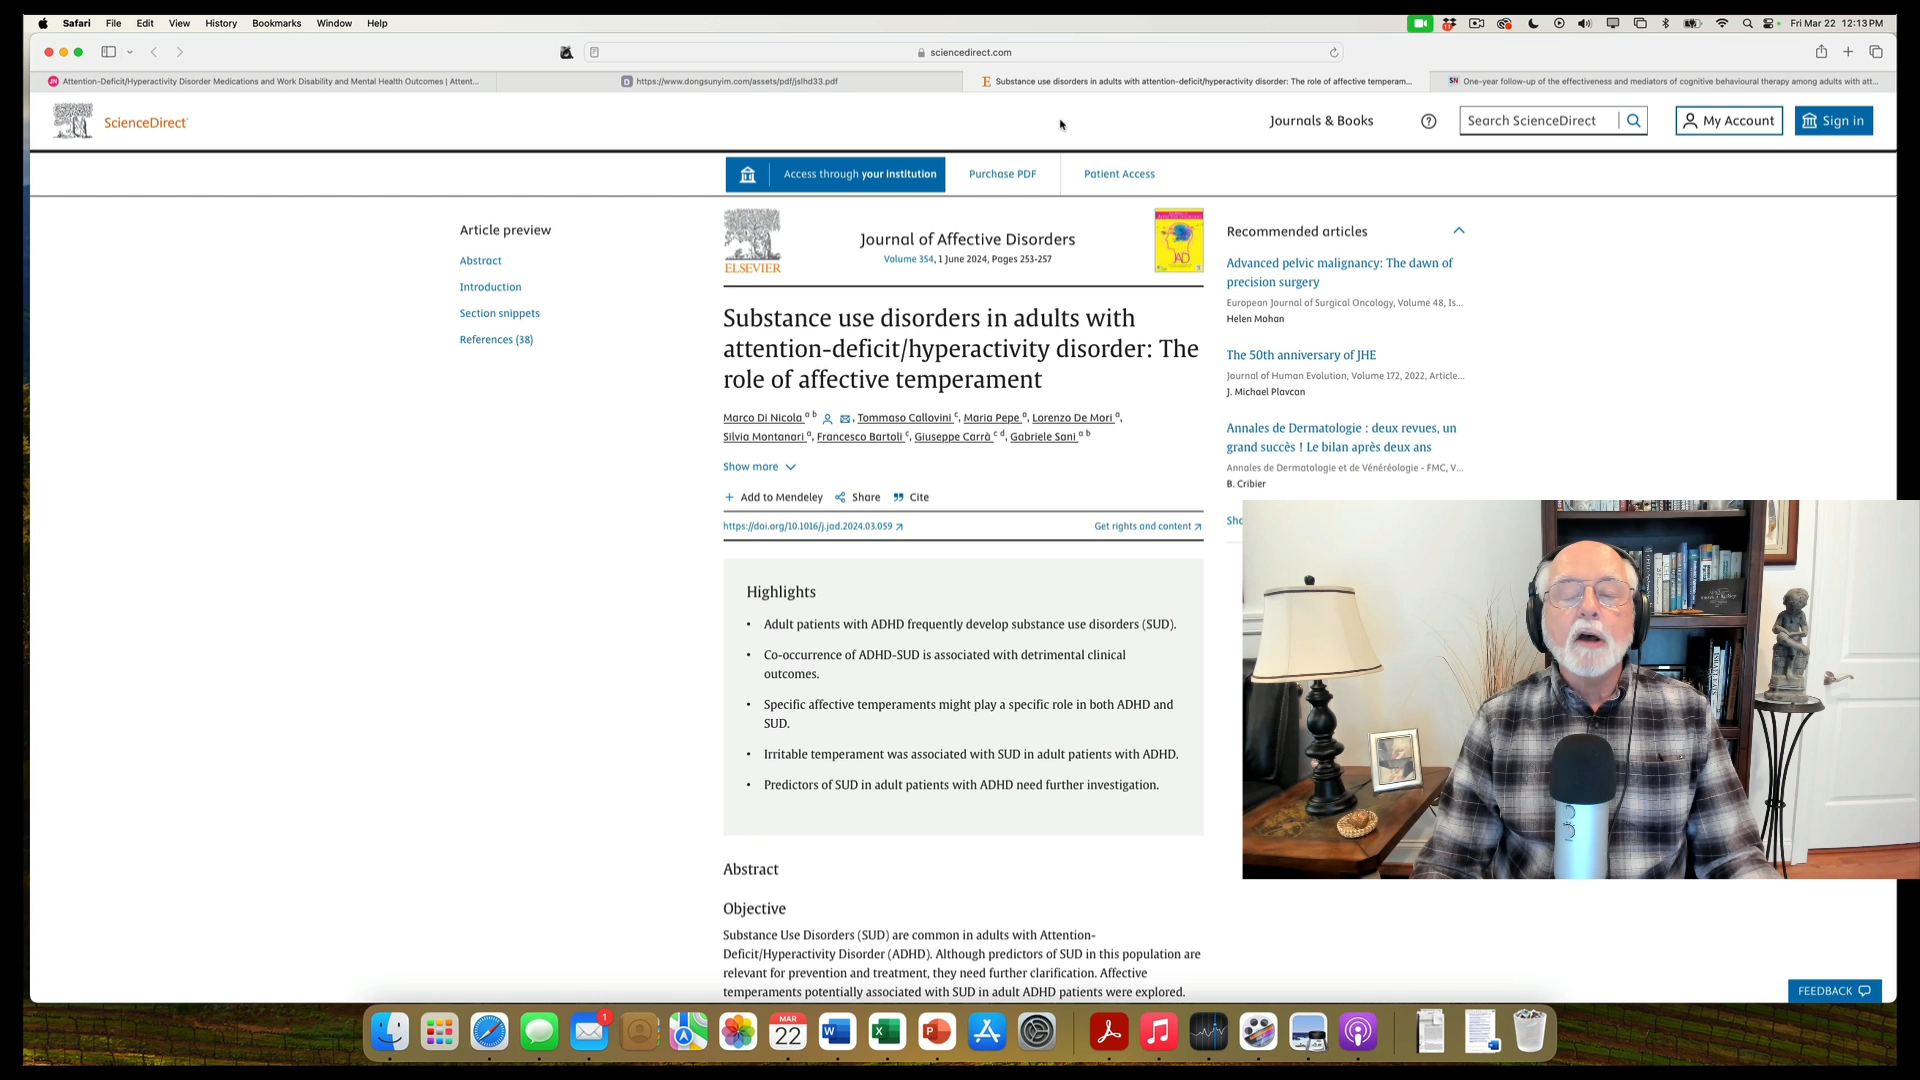 Safari File Edit View History Bookmarks Window Help
Fri Mar 22 12:13 PM
sciencedirect.com
Attention-Deficit/Hyperactivity Disorder Medications and Work Disability and Mental Health Outcomes | Attent...
https://www.dongsunyim.com/assets/pdf/jslhd33.pdf
Substance use disorders in adults with attention-deficit/hyperactivity disorder: The role of affective temperam...
One-year follow-up of the effectiveness and mediators of cognitive behavioural therapy among adults with att...
ScienceDirect
Journals & Books
Search ScienceDirect
My Account
Sign in
Access through your institution
Purchase PDF
Patient Access
Article preview
Abstract
Introduction
Section snippets
References (38)
ELSEVIER
Journal of Affective Disorders
Volume 354, 1 June 2024, Pages 253-257
JAD
Substance use disorders in adults with
attention-deficit/hyperactivity disorder: The
role of affective temperament
Marco Di Nicola a b, Tommaso Callovini c, Maria Pepe a, Lorenzo De Mori a,
Silvia Montanari a, Francesco Bartoli c, Giuseppe Carrà c d, Gabriele Sani a b
Show more
+ Add to Mendeley Share Cite
https://doi.org/10.1016/j.jad.2024.03.059
Get rights and content
Highlights
• Adult patients with ADHD frequently develop substance use disorders (SUD).
• Co-occurrence of ADHD-SUD is associated with detrimental clinical
outcomes.
• Specific affective temperaments might play a specific role in both ADHD and
SUD.
• Irritable temperament was associated with SUD in adult patients with ADHD.
• Predictors of SUD in adult patients with ADHD need further investigation.
Abstract
Objective
Substance Use Disorders (SUD) are common in adults with Attention-
Deficit/Hyperactivity Disorder (ADHD). Although predictors of SUD in this population are
relevant for prevention and treatment, they need further clarification. Affective
temperaments potentially associated with SUD in adult ADHD patients were explored.
Recommended articles
Advanced pelvic malignancy: The dawn of
precision surgery
European Journal of Surgical Oncology, Volume 48, Is...
Helen Mohan
The 50th anniversary of JHE
Journal of Human Evolution, Volume 172, 2022, Article...
J. Michael Plavcan
Annales de Dermatologie : deux revues, un
grand succès ! Le bilan après deux ans
Annales de Dermatologie et de Vénéréologie - FMC, V...
B. Cribier
FEEDBACK
1
MAR
22